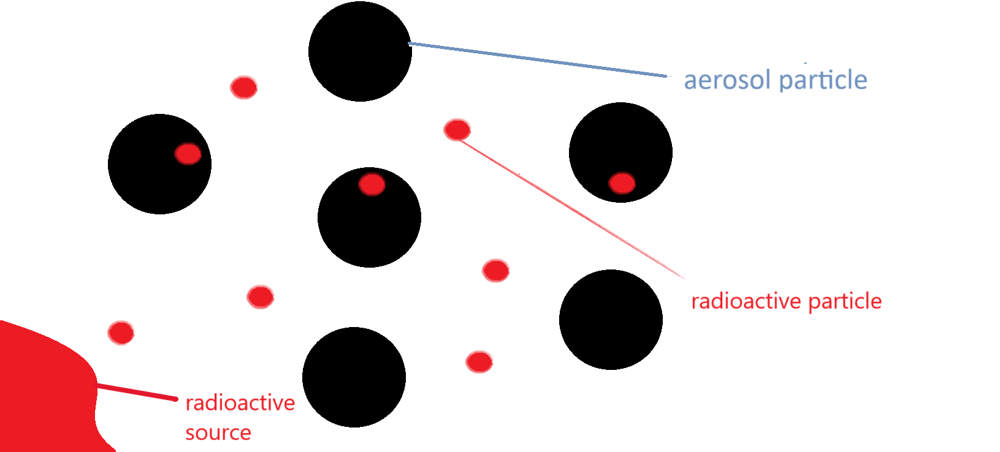 aerosol particle
radioactive particle
radioactive
source